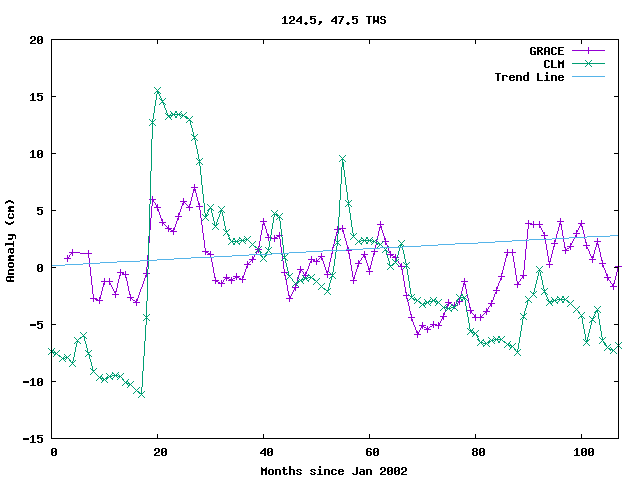 124.5, 47.5 TWS
GRACE
CLM
Trend Line
20
15
10
5
0
-5
-10
-15
Anomaly (cm)
0 20 40 60 80 100
Months since Jan 2002